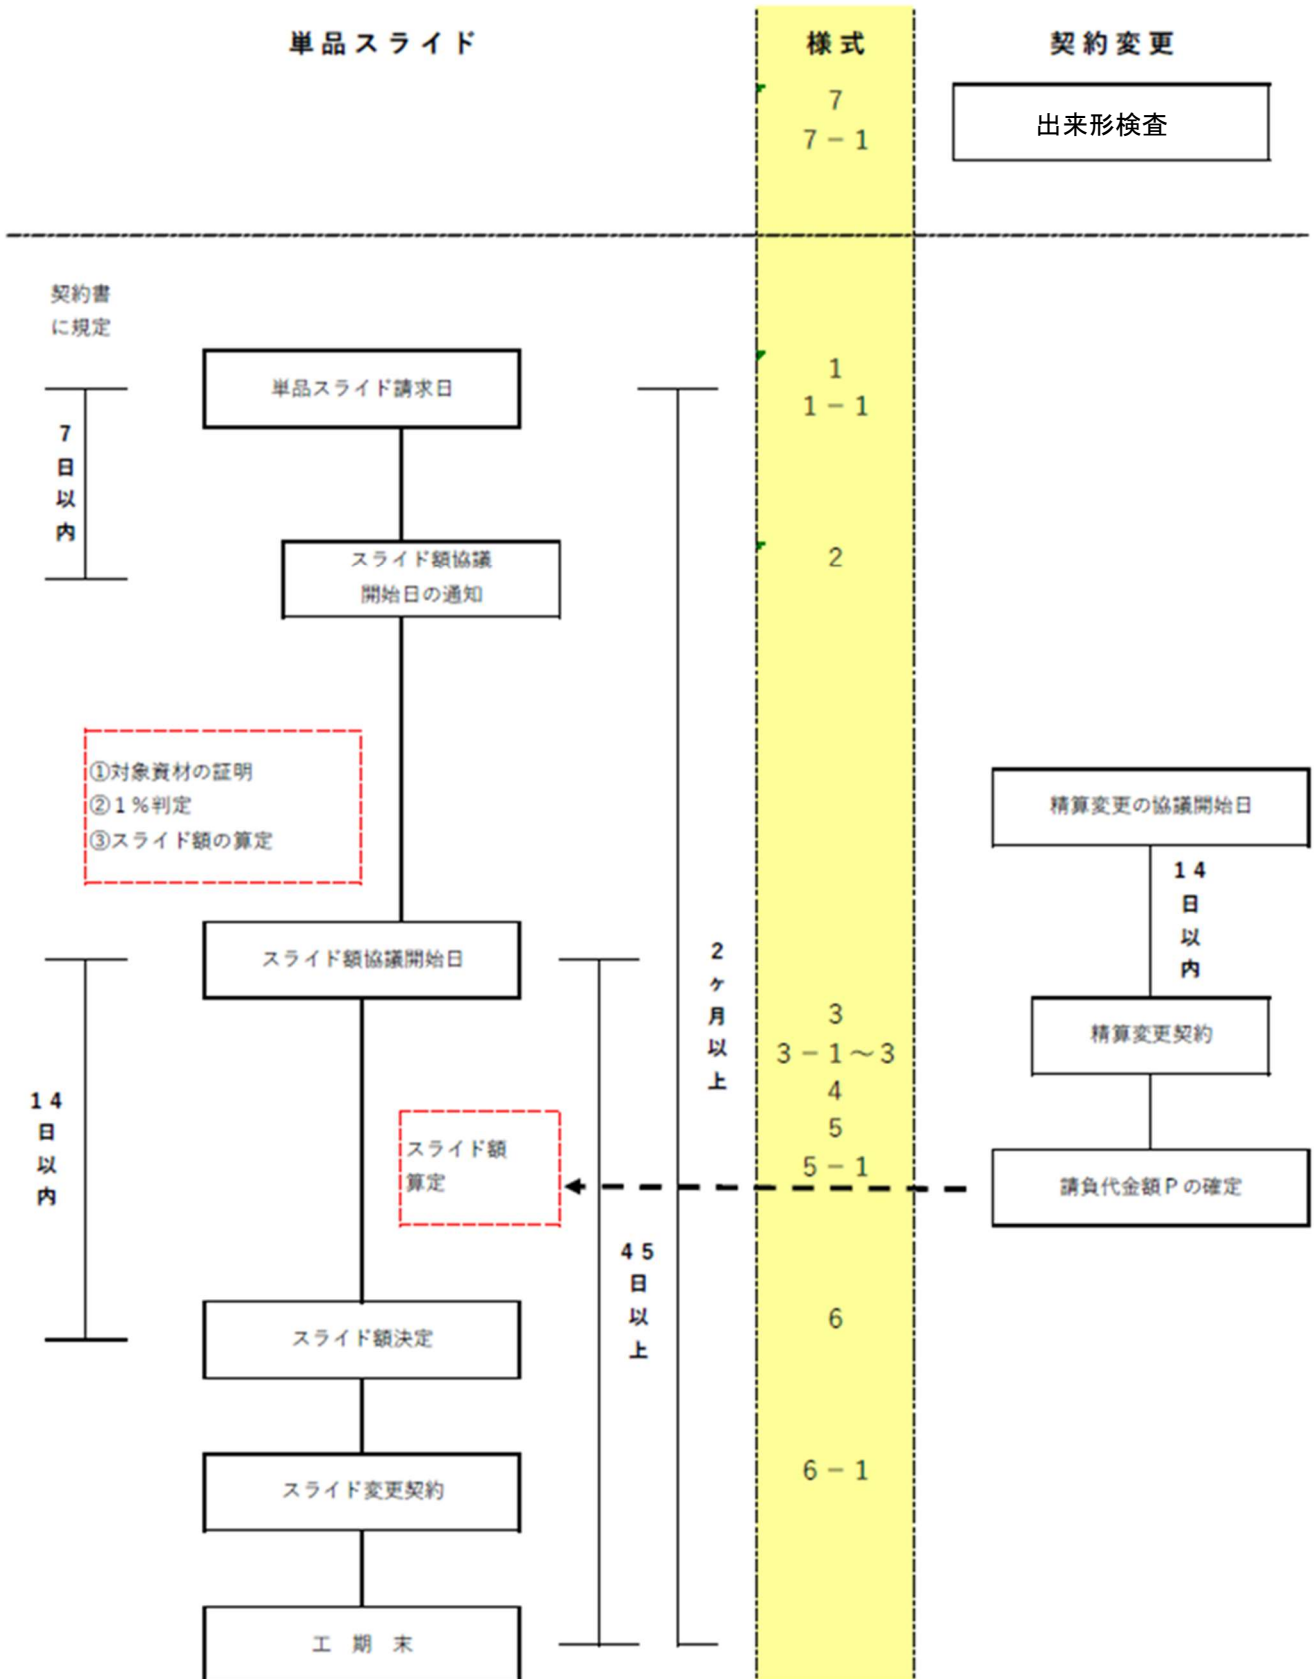 単品スライド
様式
契約変更
7
7－1
出来形検査
契約書
に規定
単品スライド請求日
1
1－1
7日以内
スライド額協議
開始日の通知
2
①対象資材の証明
②1％判定
③スライド額の算定
精算変更の協議開始日
14日以内
スライド額協議開始日
2ヶ月以上
3
3－1～3
4
5
5－1
精算変更契約
14日以内
スライド額
算定
請負代金額Pの確定
45日以上
スライド額決定
6
スライド変更契約
6－1
工期末